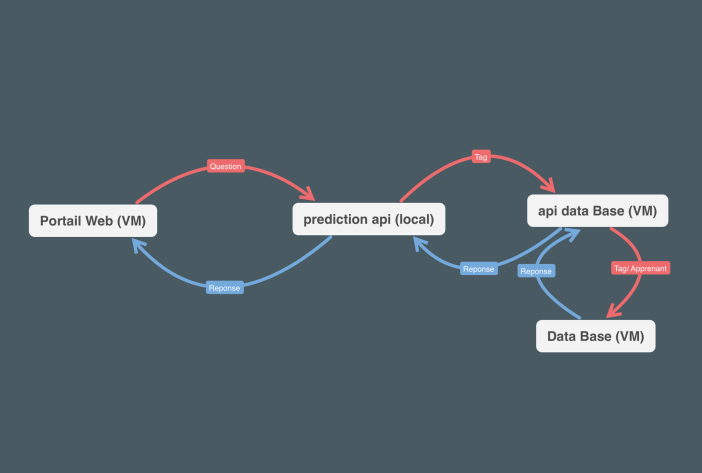 Tag
Question
Portail Web (VM)
prediction api (local)
api data Base (VM)
Reponse
Reponse
Tag/ Apprenant
Reponse
Data Base (VM)